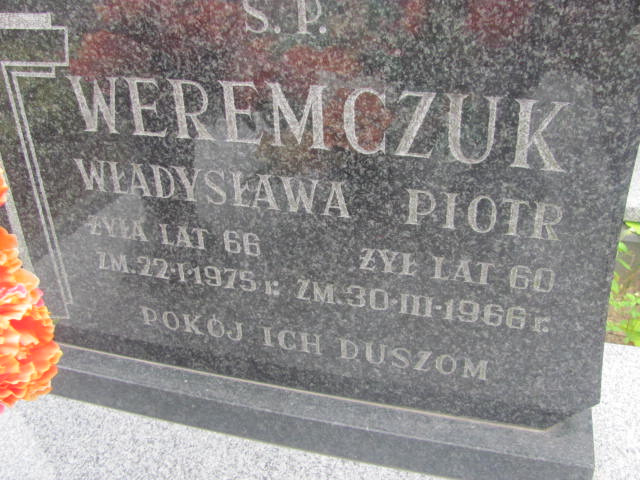 Ś.P.
WEREMCZUK
WŁADYSŁAWA PIOTR
ŻYŁA LAT 66 ŻYŁ LAT 60
ZM. 22-I-1975 r. ZM. 30-III-1966 r.
POKÓJ ICH DUSZOM